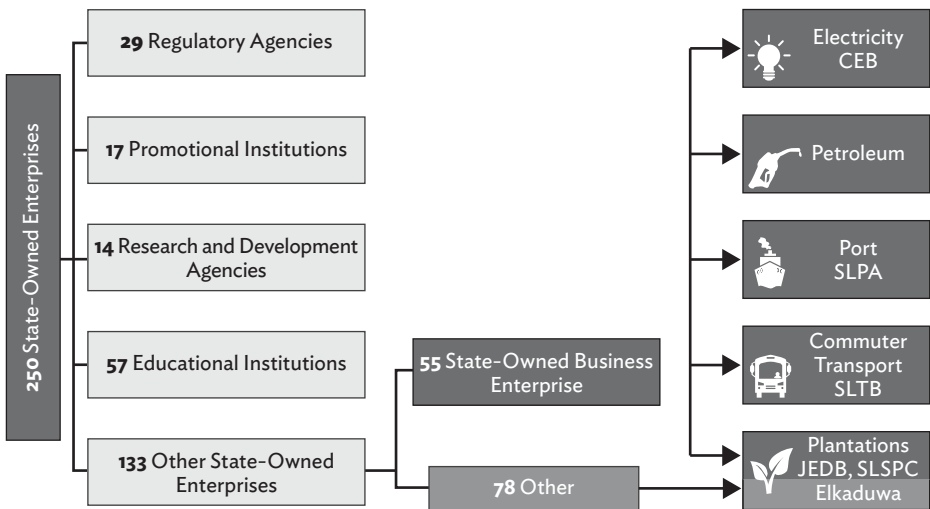 250 State-Owned Enterprises
29 Regulatory Agencies
17 Promotional Institutions
14 Research and Development
Agencies
57 Educational Institutions
133 Other State-Owned
Enterprises
55 State-Owned Business
Enterprise
78 Other
Electricity
CEB
Petroleum
Port
SLPA
Commuter
Transport
SLTB
Plantations
JEDB, SLSPC
Elkaduwa